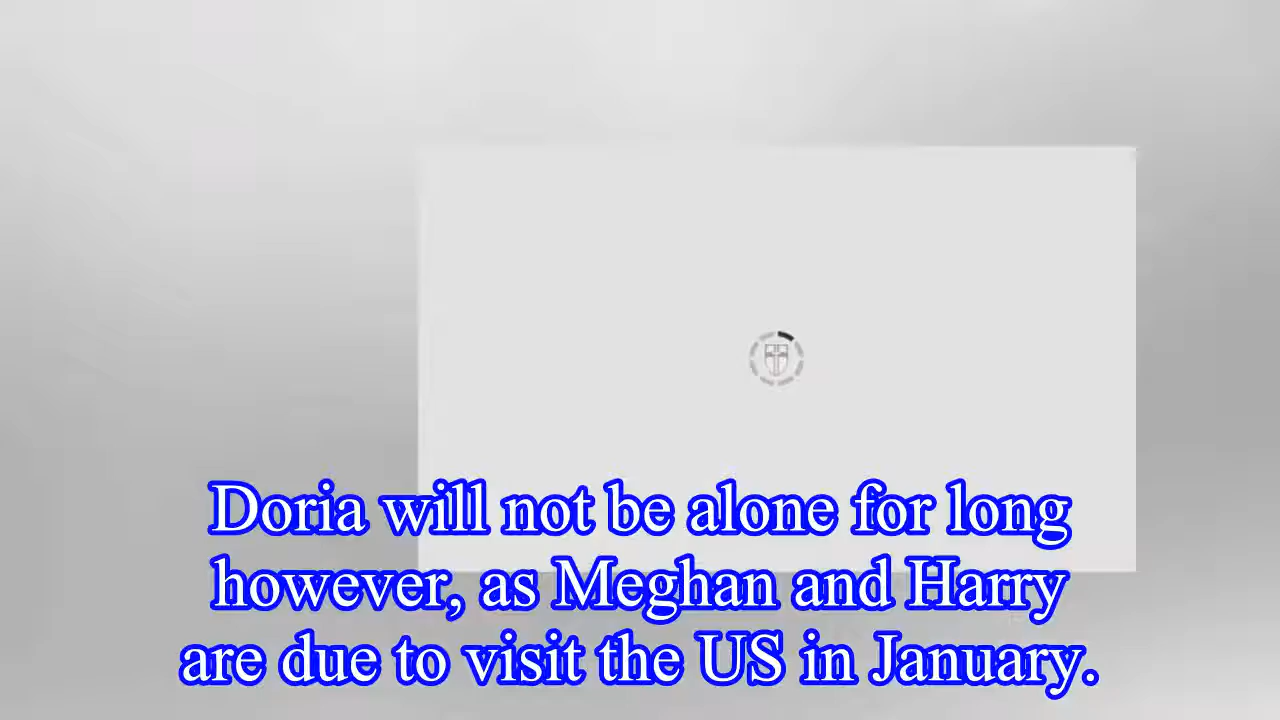 Doria will not be alone for long
however, as Meghan and Harry
are due to visit the US in January.